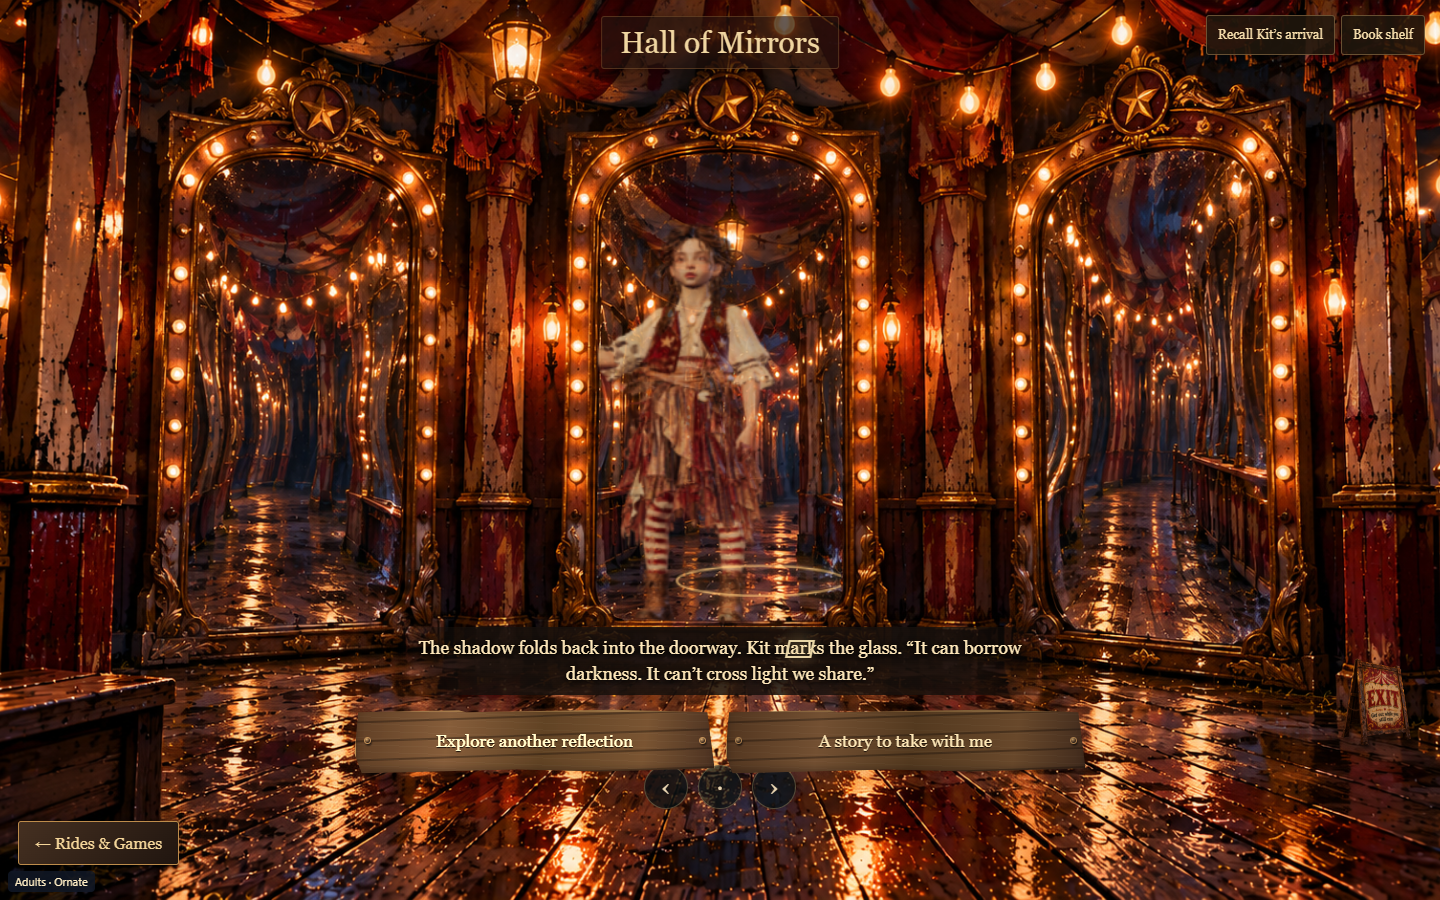 Hall of Mirrors
Recall Kit's arrival
Book shelf
The shadow folds back into the doorway. Kit marks the glass. “It can borrow
darkness. It can’t cross light we share.”
EXIT
Explore another reflection
A story to take with me
← Rides & Games
Adults · Ornate